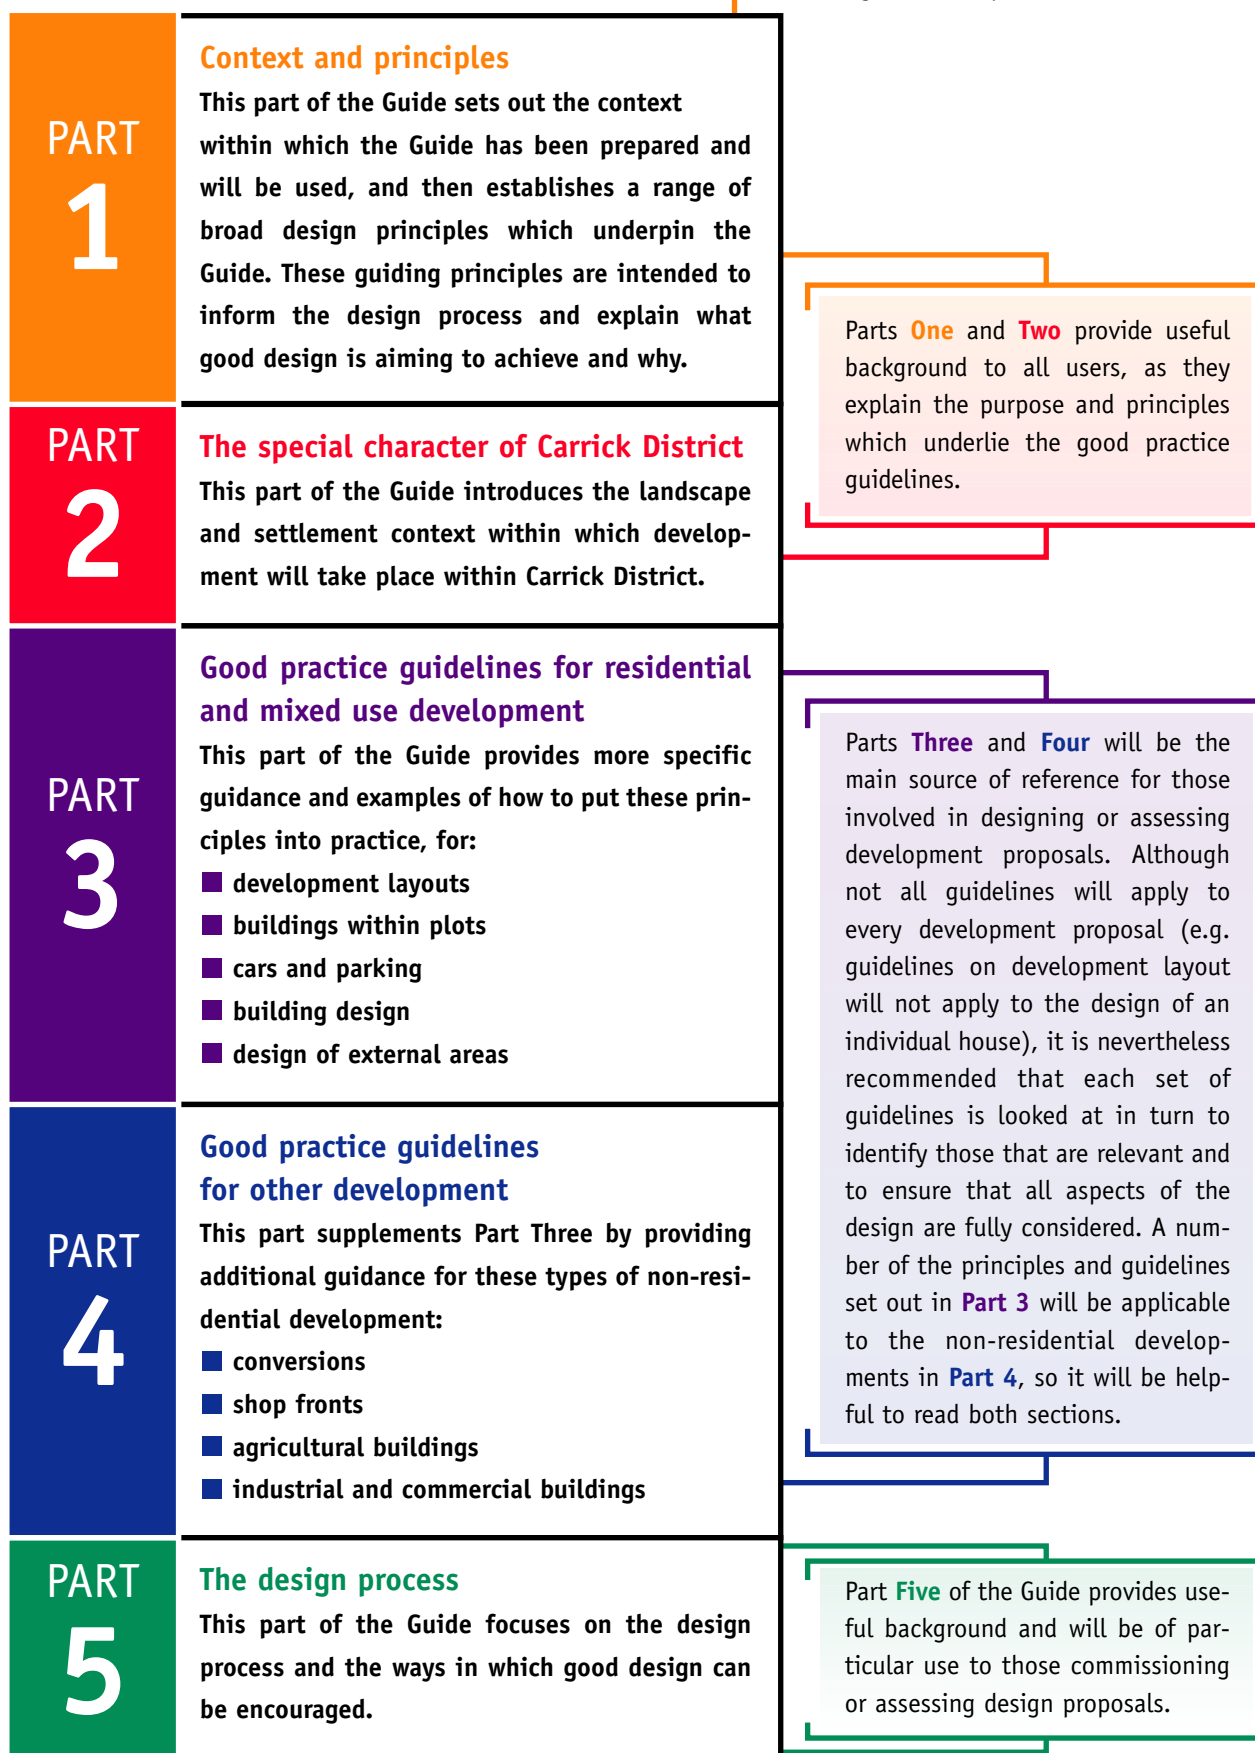 PART
1
Context and principles
This part of the Guide sets out the context
within which the Guide has been prepared and
will be used, and then establishes a range of
broad design principles which underpin the
Guide. These guiding principles are intended to
inform the design process and explain what
good design is aiming to achieve and why.
Parts One and Two provide useful
background to all users, as they
explain the purpose and principles
which underlie the good practice
guidelines.
PART
2
The special character of Carrick District
This part of the Guide introduces the landscape
and settlement context within which develop-
ment will take place within Carrick District.
PART
3
Good practice guidelines for residential
and mixed use development
This part of the Guide provides more specific
guidance and examples of how to put these prin-
ciples into practice, for:
development layouts
buildings within plots
cars and parking
building design
design of external areas
Parts Three and Four will be the
main source of reference for those
involved in designing or assessing
development proposals. Although
not all guidelines will apply to
every development proposal (e.g.
guidelines on development layout
will not apply to the design of an
individual house), it is nevertheless
recommended that each set of
guidelines is looked at in turn to
identify those that are relevant and
to ensure that all aspects of the
design are fully considered. A num-
ber of the principles and guidelines
set out in Part 3 will be applicable
to the non-residential develop-
ments in Part 4, so it will be help-
ful to read both sections.
PART
4
Good practice guidelines
for other development
This part supplements Part Three by providing
additional guidance for these types of non-resi-
dential development:
conversions
shop fronts
agricultural buildings
industrial and commercial buildings
PART
5
The design process
This part of the Guide focuses on the design
process and the ways in which good design can
be encouraged.
Part Five of the Guide provides use-
ful background and will be of par-
ticular use to those commissioning
or assessing design proposals.